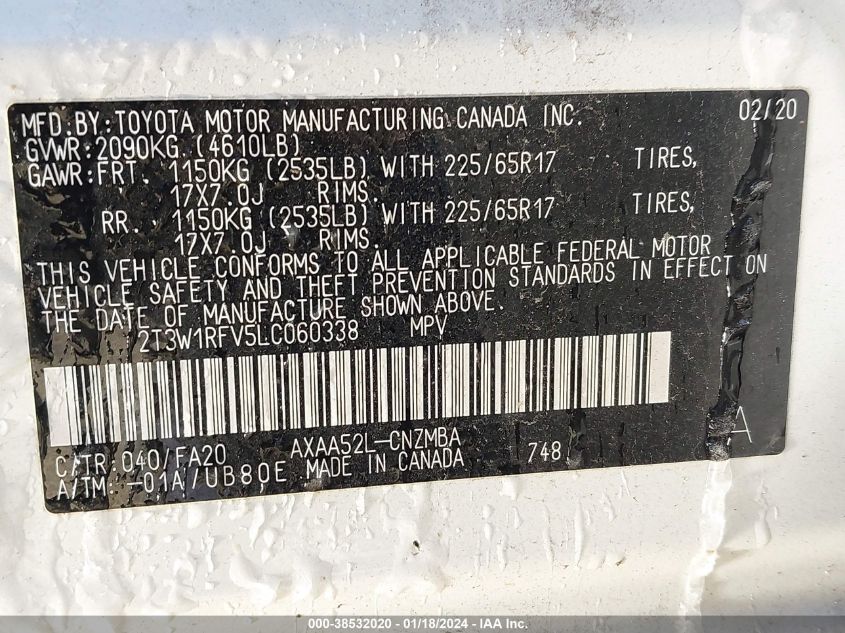 MFD.BY:TOYOTA MOTOR MANUFACTURING CANADA INC. 02/20
GVWR:2090KG (4610LB)
GAWR:FRT. 1150KG (2535LB) WITH 225/65R17 TIRES,
17X7.0J RIMS.
RR. 1150KG (2535LB) WITH 225/65R17 TIRES,
17X7.0J RIMS.
THIS VEHICLE CONFORMS TO ALL APPLICABLE FEDERAL MOTOR
VEHICLE SAFETY AND THEFT PREVENTION STANDARDS IN EFFECT ON
THE DATE OF MANUFACTURE SHOWN ABOVE.
2T3W1RFV5LC060338 MPV
A
C/TR:040/FA20 AXAA52L-CNZMBA 748
A/TM:-01A/UB80E MADE IN CANADA
000-38532020 - 01/18/2024 - IAA Inc.